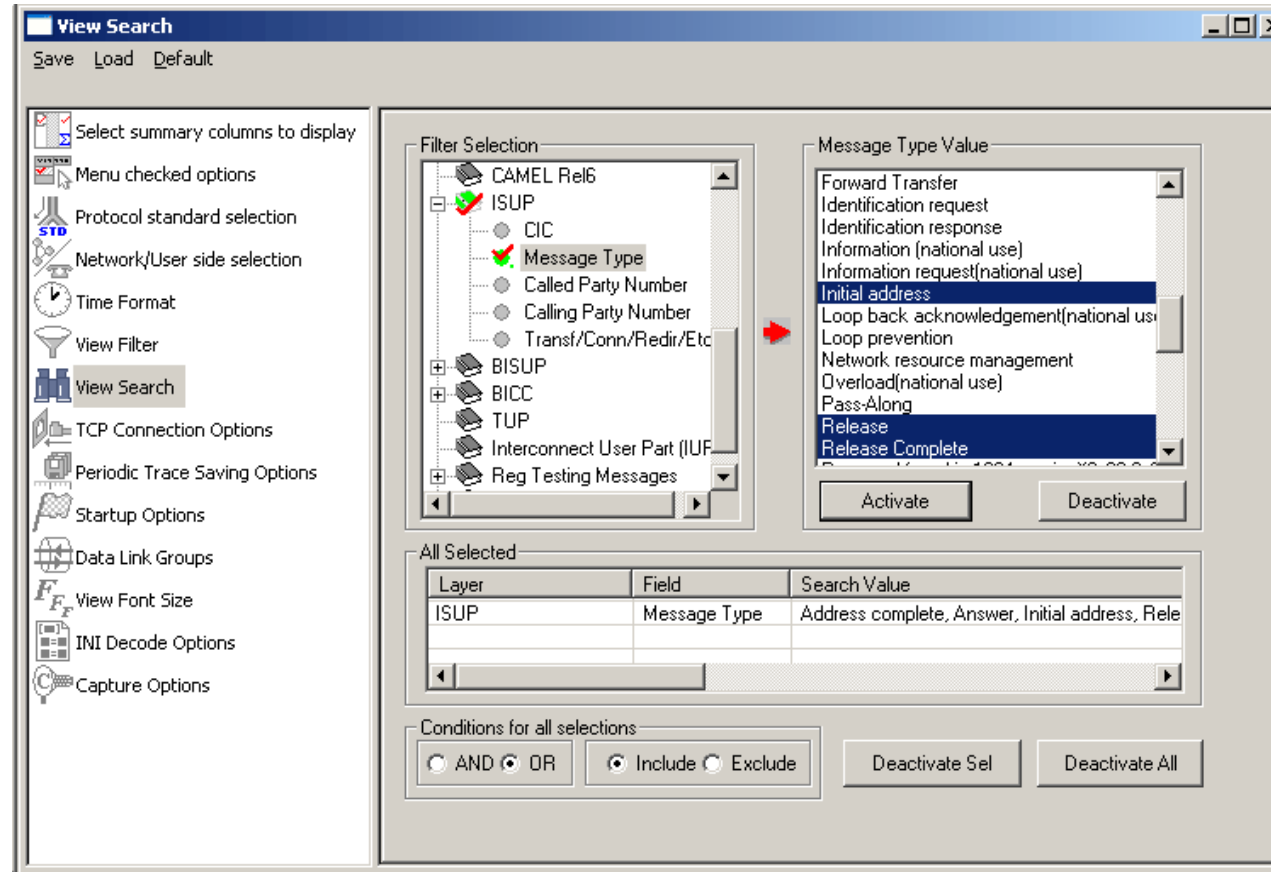 View Search
Save Load Default
Select summary columns to display
Menu checked options
STD
Protocol standard selection
Network/User side selection
Time Format
View Filter
View Search
TCP Connection Options
Periodic Trace Saving Options
Startup Options
Data Link Groups
View Font Size
INI Decode Options
Capture Options
Filter Selection
CAMEL Rel6
ISUP
CIC
Message Type
Called Party Number
Calling Party Number
Transf/Conn/Redir/Etc
BISUP
BICC
TUP
Interconnect User Part (IUP
Reg Testing Messages
Message Type Value
Forward Transfer
Identification request
Identification response
Information (national use)
Information request(national use)
Initial address
Loop back acknowledgement(national use
Loop prevention
Network resource management
Overload(national use)
Pass-Along
Release
Release Complete
Activate Deactivate
All Selected
Layer Field Search Value
ISUP Message Type Address complete, Answer, Initial address, Rele
Conditions for all selections
AND OR Include Exclude
Deactivate Sel Deactivate All